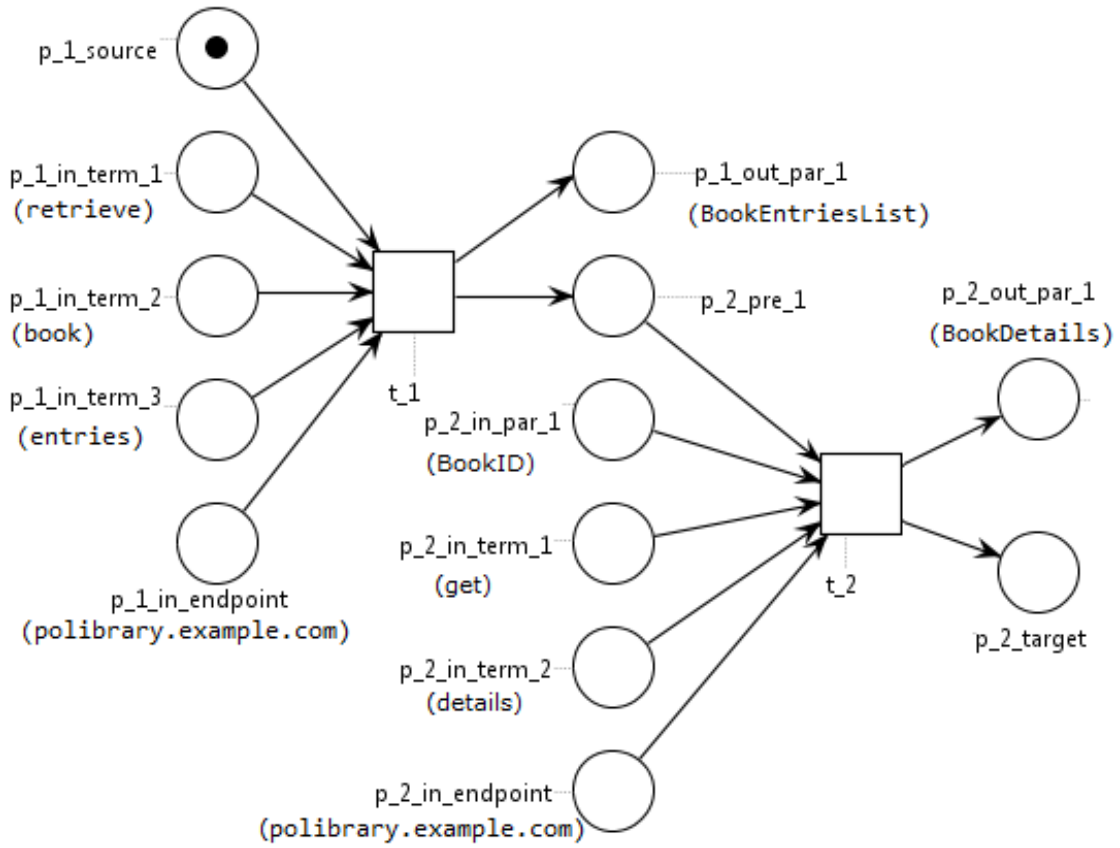 p_1_source
p_1_in_term_1
(retrieve)
p_1_out_par_1
(BookEntriesList)
p_1_in_term_2
(book)
p_2_pre_1
p_2_out_par_1
(BookDetails)
t_1
p_1_in_term_3
(entries)
p_2_in_par_1
(BookID)
p_2_in_term_1
(get)
t_2
p_1_in_endpoint
(polibrary.example.com)
p_2_target
p_2_in_term_2
(details)
p_2_in_endpoint
(polibrary.example.com)